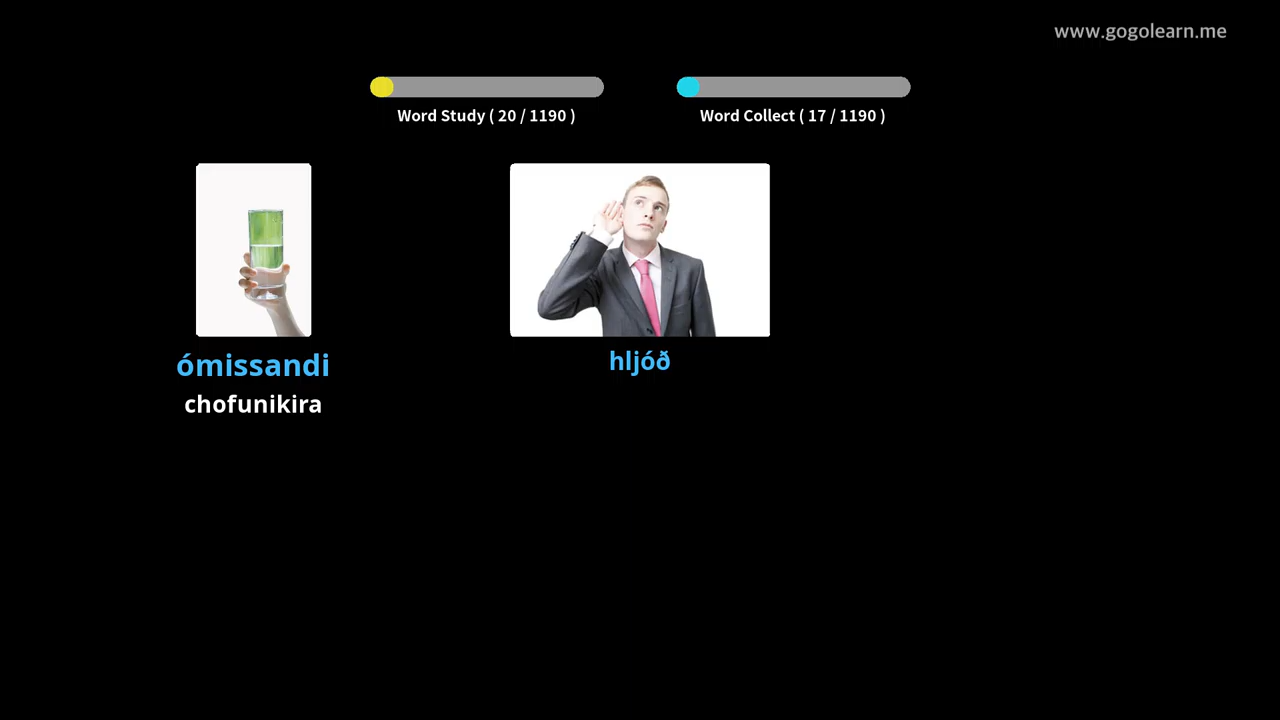 www.gogolearn.me
Word Study ( 20 / 1190 )
Word Collect ( 17 / 1190 )
ómissandi
chofunikira
hljóð